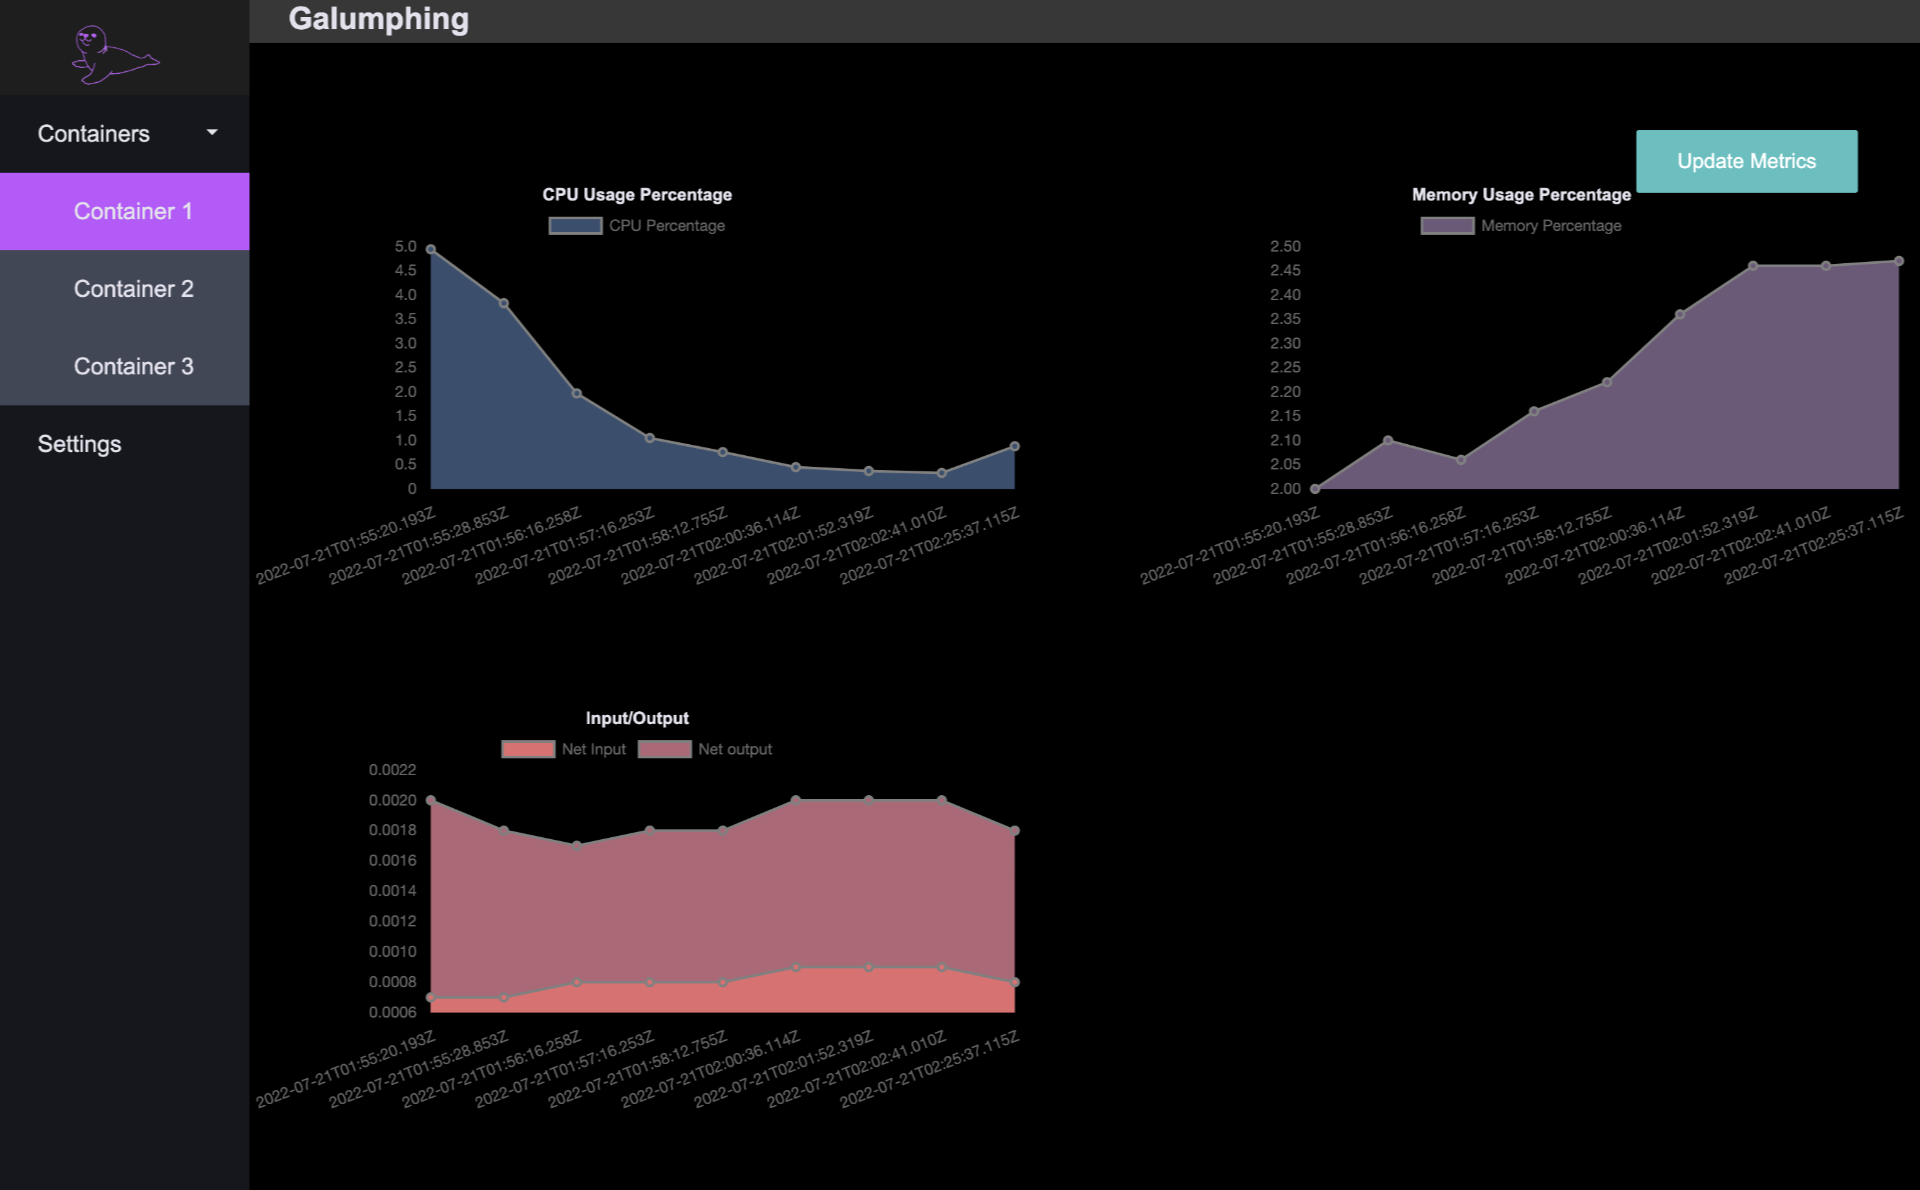 Galumphing
Containers
Container 1
Container 2
Container 3
Settings
Update Metrics
CPU Usage Percentage
CPU Percentage
5.0
4.5
4.0
3.5
3.0
2.5
2.0
1.5
1.0
0.5
0
2022-07-21T01:55:20.193Z
2022-07-21T01:55:28.853Z
2022-07-21T01:56:16.258Z
2022-07-21T01:57:16.253Z
2022-07-21T01:58:12.755Z
2022-07-21T02:00:36.114Z
2022-07-21T02:01:52.319Z
2022-07-21T02:02:41.010Z
2022-07-21T02:25:37.115Z
Memory Usage Percentage
Memory Percentage
2.50
2.45
2.40
2.35
2.30
2.25
2.20
2.15
2.10
2.05
2.00
2022-07-21T01:55:20.193Z
2022-07-21T01:55:28.853Z
2022-07-21T01:56:16.258Z
2022-07-21T01:57:16.253Z
2022-07-21T01:58:12.755Z
2022-07-21T02:00:36.114Z
2022-07-21T02:01:52.319Z
2022-07-21T02:02:41.010Z
2022-07-21T02:25:37.115Z
Input/Output
Net Input Net output
0.0022
0.0020
0.0018
0.0016
0.0014
0.0012
0.0010
0.0008
0.0006
2022-07-21T01:55:20.193Z
2022-07-21T01:55:28.853Z
2022-07-21T01:56:16.258Z
2022-07-21T01:57:16.253Z
2022-07-21T01:58:12.755Z
2022-07-21T02:00:36.114Z
2022-07-21T02:01:52.319Z
2022-07-21T02:02:41.010Z
2022-07-21T02:25:37.115Z